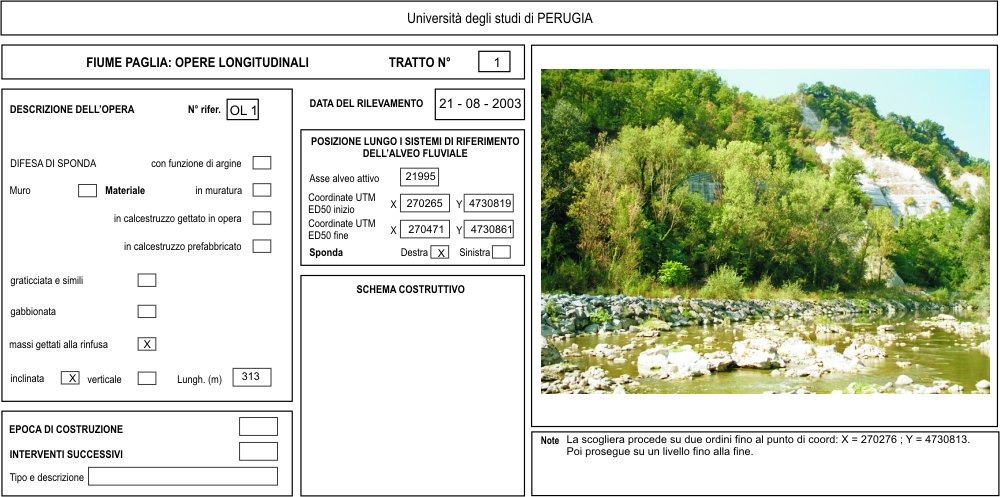 Università degli studi di PERUGIA
FIUME PAGLIA: OPERE LONGITUDINALI TRATTO N° 1
DESCRIZIONE DELL'OPERA N° rifer. OL 1
DIFESA DI SPONDA con funzione di argine
Muro Materiale in muratura
in calcestruzzo gettato in opera
in calcestruzzo prefabbricato
graticciata e simili
gabbionata
massi gettati alla rinfusa X
inclinata X verticale Lungh. (m) 313
EPOCA DI COSTRUZIONE
INTERVENTI SUCCESSIVI
Tipo e descrizione
DATA DEL RILEVAMENTO 21 - 08 - 2003
POSIZIONE LUNGO I SISTEMI DI RIFERIMENTO
DELL'ALVEO FLUVIALE
Asse alveo attivo 21995
Coordinate UTM
ED50 inizio X 270265 Y 4730819
Coordinate UTM
ED50 fine X 270471 Y 4730861
Sponda Destra X Sinistra
SCHEMA COSTRUTTIVO
Note La scogliera procede su due ordini fino al punto di coord: X = 270276 ; Y = 4730813.
Poi prosegue su un livello fino alla fine.